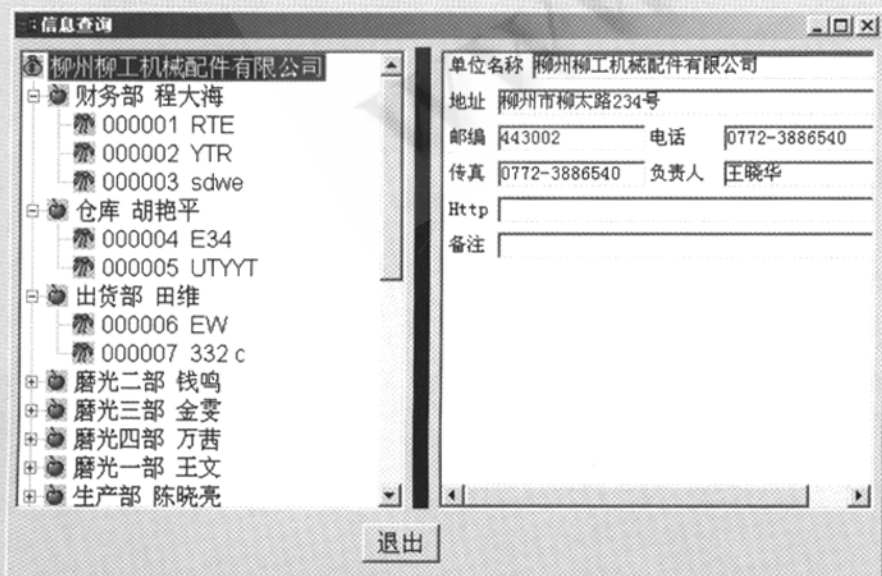 信息查询
柳州柳工机械配件有限公司
财务部 程大海
000001 RTE
000002 YTR
000003 sdwe
仓库 胡艳平
000004 E34
000005 UTYYT
出货部 田维
000006 EW
000007 332 c
磨光二部 钱鸣
磨光三部 金雯
磨光四部 万茜
磨光一部 王文
生产部 陈晓亮
单位名称 柳州柳工机械配件有限公司
地址 柳州市柳太路234号
邮编 443002 电话 0772-3886540
传真 0772-3886540 负责人 王晓华
Http
备注
退出